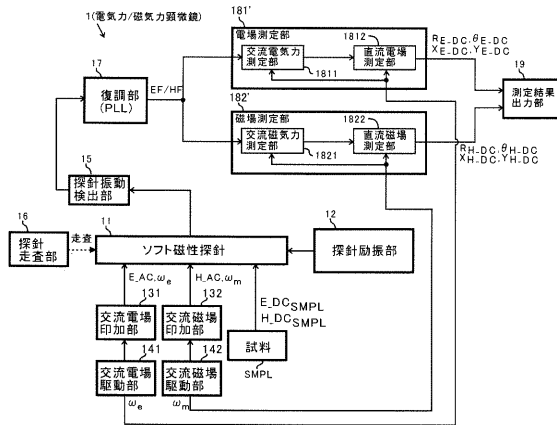 1(電気力/磁気力顕微鏡)
181'
電場測定部
1812
交流電気力
測定部
直流電場
測定部
1811
R_E-DC,θ_E-DC
X_E-DC,Y_E-DC
17
復調部
(PLL)
EF/HF
19
測定結果
出力部
182'
磁場測定部
1822
交流磁気力
測定部
直流磁場
測定部
1821
R_H-DC,θ_H-DC
X_H-DC,Y_H-DC
15
探針振動
検出部
16
探針
走査部
走査
11
ソフト磁性探針
12
探針励振部
E_AC,ωe
H_AC,ωm
E_DC SMPL
H_DC SMPL
131
交流電場
印加部
132
交流磁場
印加部
試料
SMPL
141
交流電場
駆動部
142
交流磁場
駆動部
ωe
ωm